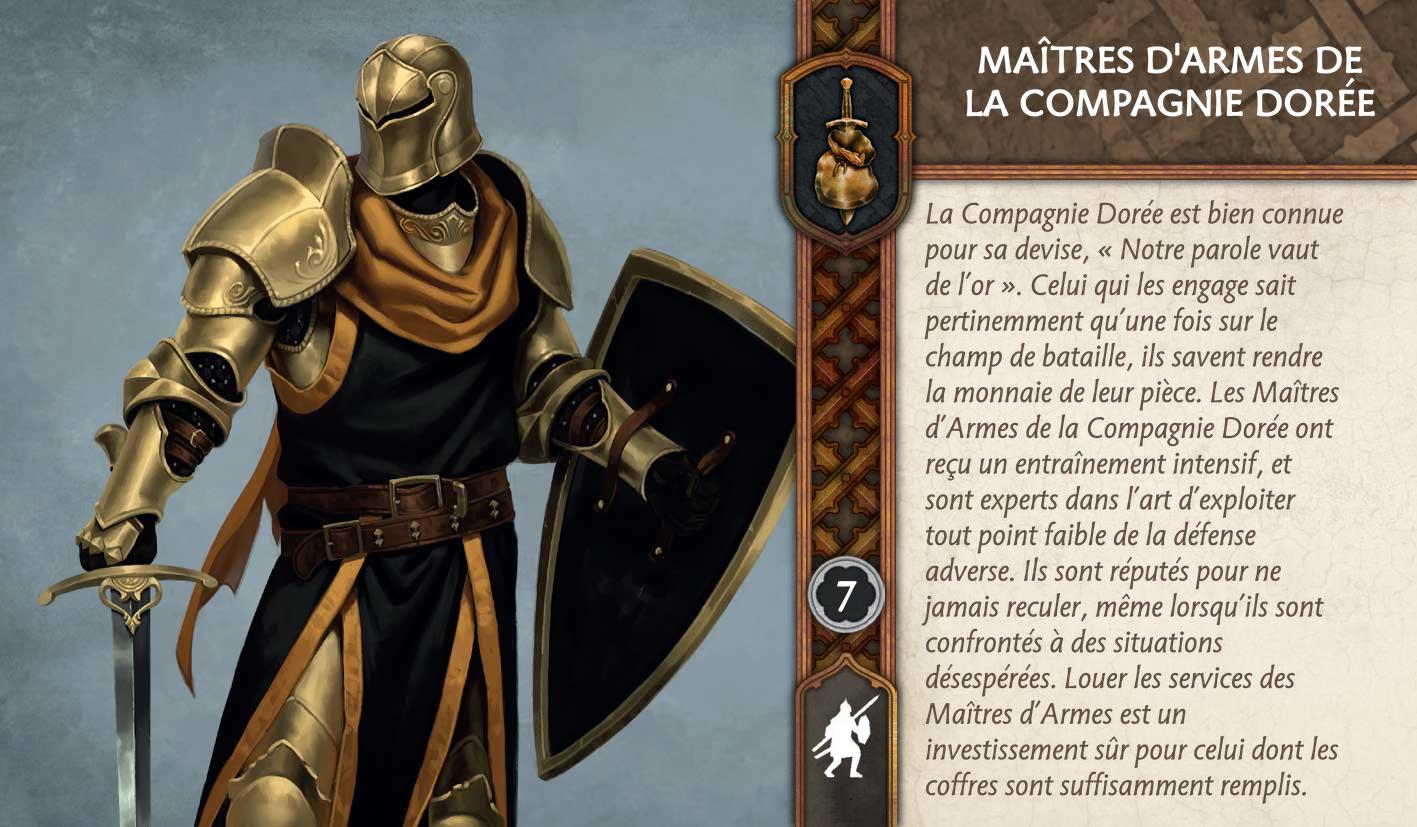 MAÎTRES D'ARMES DE
LA COMPAGNIE DORÉE
La Compagnie Dorée est bien connue
pour sa devise, « Notre parole vaut
de l’or ». Celui qui les engage sait
pertinemment qu’une fois sur le
champ de bataille, ils savent rendre
la monnaie de leur pièce. Les Maîtres
d’Armes de la Compagnie Dorée ont
reçu un entraînement intensif, et
sont experts dans l’art d’exploiter
tout point faible de la défense
adverse. Ils sont réputés pour ne
jamais reculer, même lorsqu’ils sont
confrontés à des situations
désespérées. Louer les services des
Maîtres d’Armes est un
investissement sûr pour celui dont les
coffres sont suffisamment remplis.
7